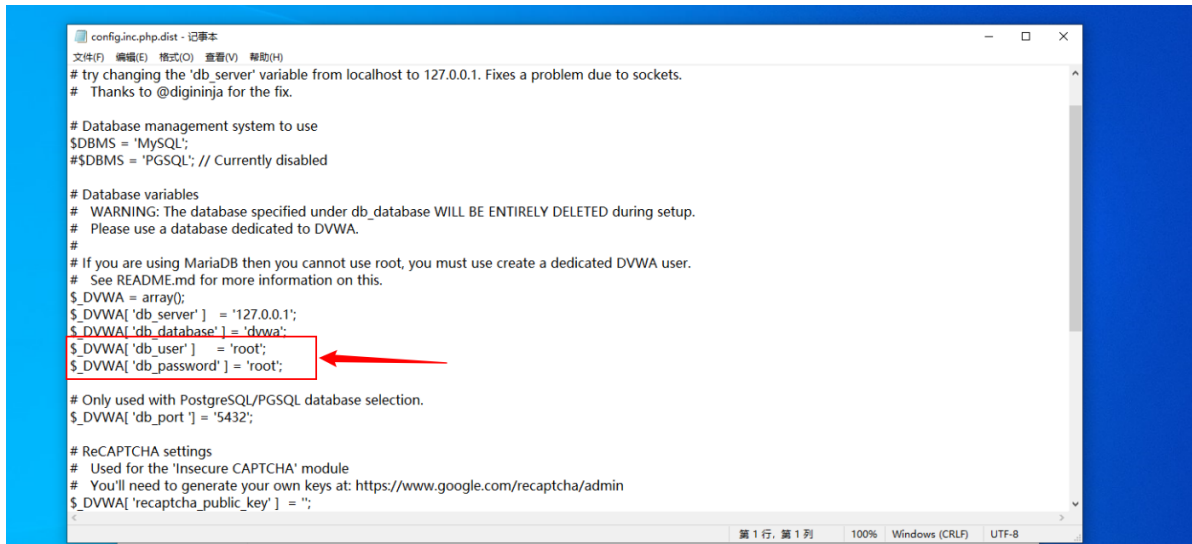 config.inc.php.dist - 记事本
文件(F) 编辑(E) 格式(O) 查看(V) 帮助(H)
# try changing the 'db_server' variable from localhost to 127.0.0.1. Fixes a problem due to sockets.
#   Thanks to @digininja for the fix.
# Database management system to use
$DBMS = 'MySQL';
#$DBMS = 'PGSQL'; // Currently disabled
# Database variables
#   WARNING: The database specified under db_database WILL BE ENTIRELY DELETED during setup.
#   Please use a database dedicated to DVWA.
#
# If you are using MariaDB then you cannot use root, you must use create a dedicated DVWA user.
#   See README.md for more information on this.
$_DVWA = array();
$_DVWA[ 'db_server' ]   = '127.0.0.1';
$_DVWA[ 'db_database' ] = 'dvwa';
$_DVWA[ 'db_user' ]     = 'root';
$_DVWA[ 'db_password' ] = 'root';
# Only used with PostgreSQL/PGSQL database selection.
$_DVWA[ 'db_port '] = '5432';
# ReCAPTCHA settings
#   Used for the 'Insecure CAPTCHA' module
#   You'll need to generate your own keys at: https://www.google.com/recaptcha/admin
$_DVWA[ 'recaptcha_public_key' ]  = '';
第 1 行, 第 1 列 100% Windows (CRLF) UTF-8